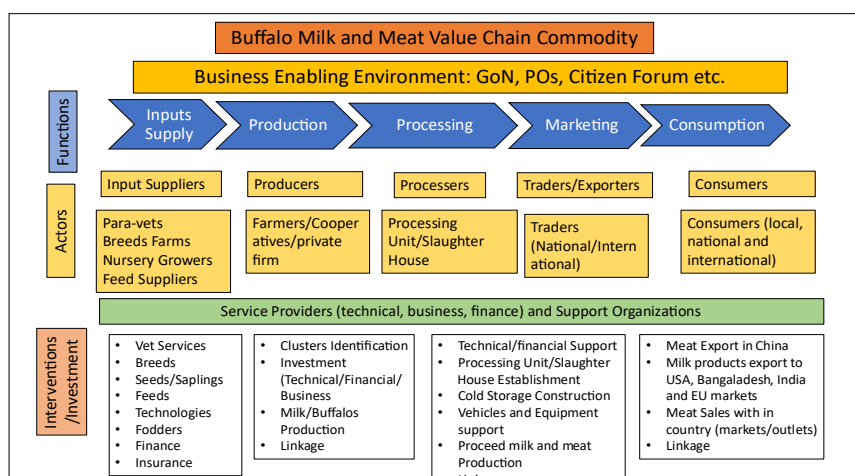 Buffalo Milk and Meat Value Chain Commodity
Business Enabling Environment: GoN, POs, Citizen Forum etc.
Functions
Inputs
Supply
Production
Processing
Marketing
Consumption
Actors
Input Suppliers
Producers
Processers
Traders/Exporters
Consumers
Para-vets
Breeds Farms
Nursery Growers
Feed Suppliers
Farmers/Cooper
atives/private
firm
Processing
Unit/Slaughter
House
Traders
(National/Intern
ational)
Consumers (local,
national and
international)
Service Providers (technical, business, finance) and Support Organizations
Interventions
/Investment
• Vet Services
• Breeds
• Seeds/Saplings
• Feeds
• Technologies
• Fodders
• Finance
• Insurance
• Clusters Identification
• Investment
(Technical/Financial/
Business
• Milk/Buffalos
Production
• Linkage
• Technical/financial Support
• Processing Unit/Slaughter
House Establishment
• Cold Storage Construction
• Vehicles and Equipment
support
• Proceed milk and meat
Production
• Meat Export in China
• Milk products export to
USA, Bangladesh, India
and EU markets
• Meat Sales with in
country (markets/outlets)
• Linkage